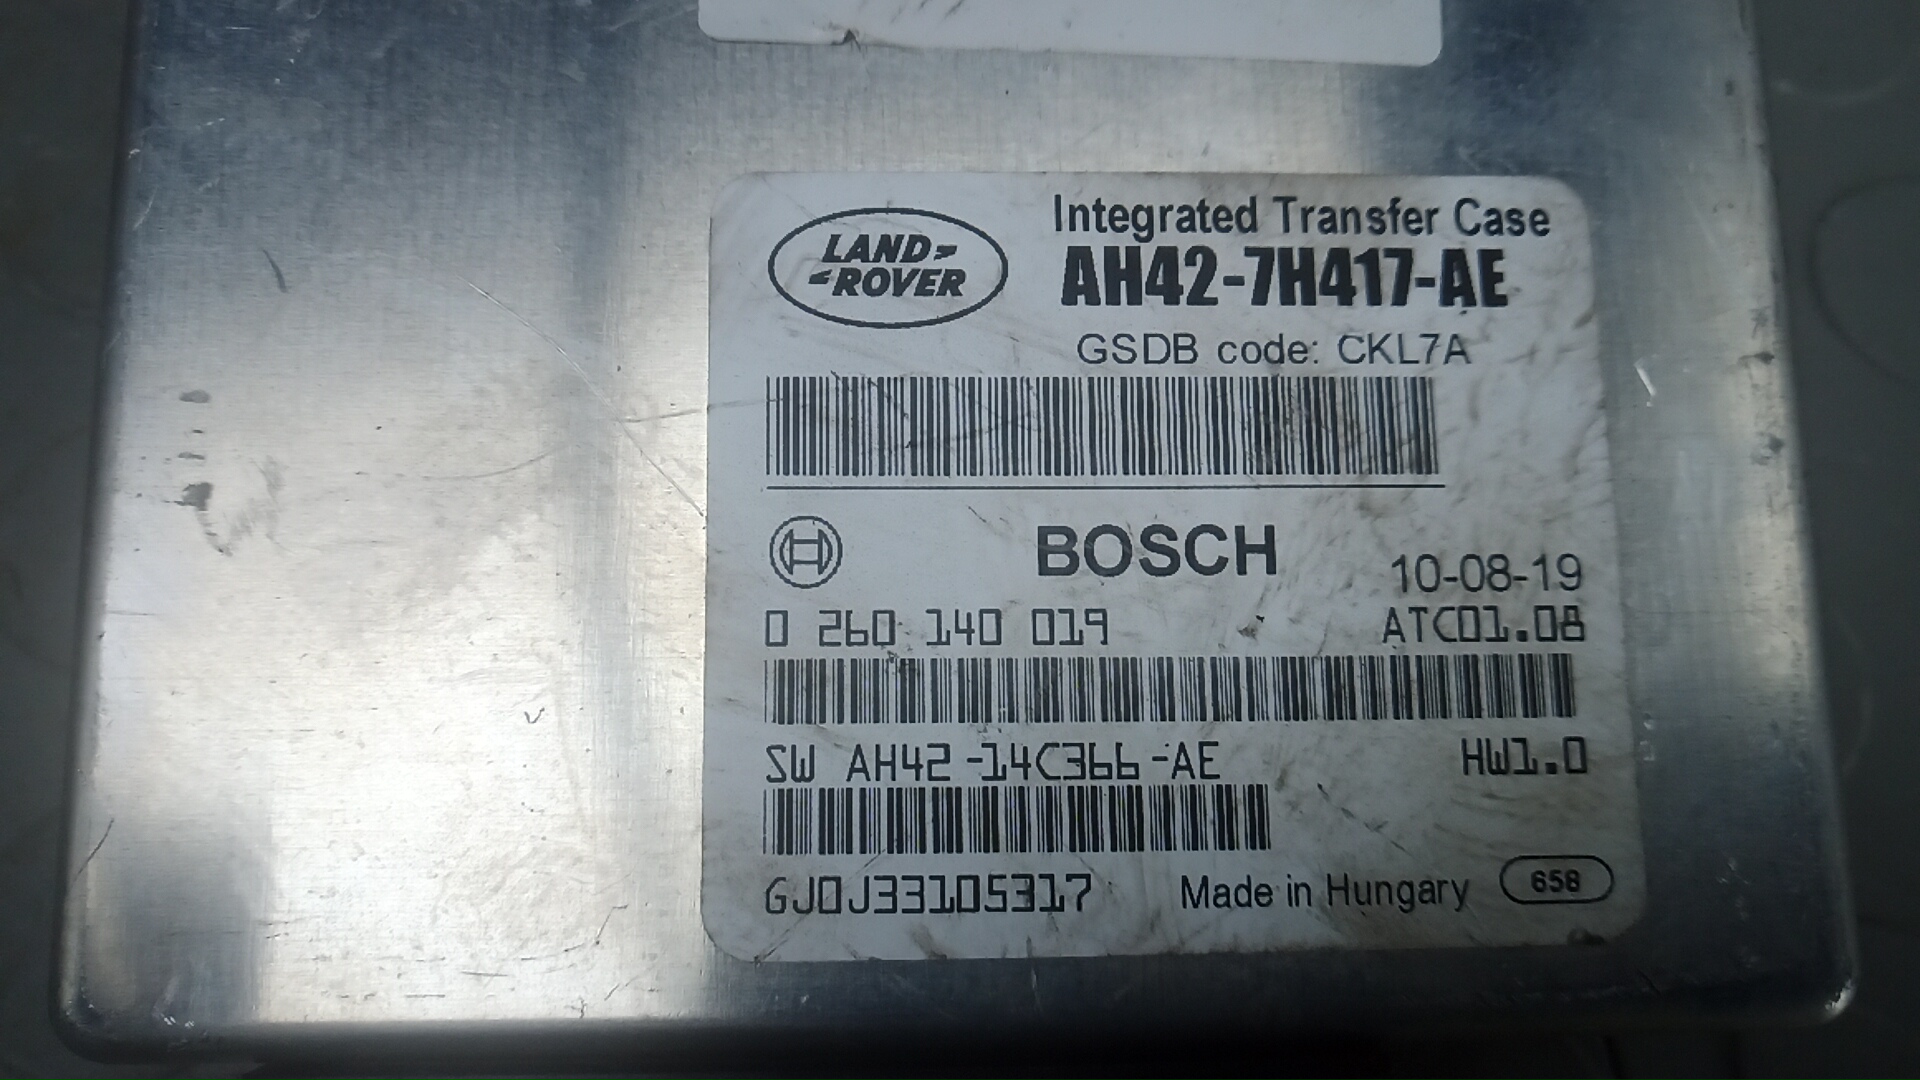 LAND
ROVER
Integrated Transfer Case
AH42-7H417-AE
GSDB code: CKL7A
BOSCH
10-08-19
0 260 140 019
ATC01.08
SW AH42-14C366-AE
HW1.0
GJ0J33105317
Made in Hungary
658